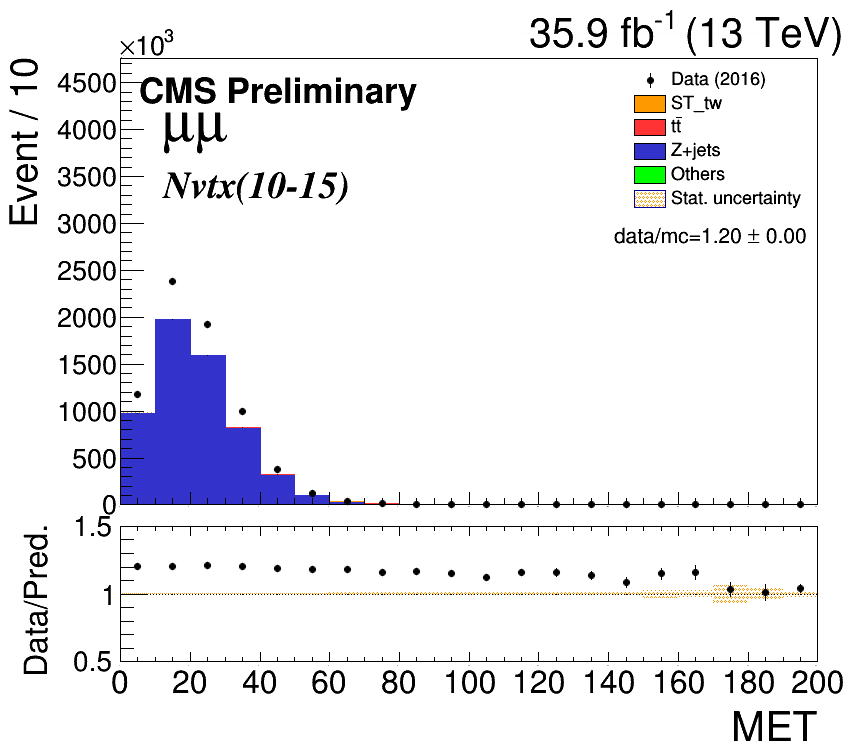 ×10³
35.9 fb⁻¹ (13 TeV)
Event / 10
4500
4000
3500
3000
2500
2000
1500
1000
500
0
CMS Preliminary
μμ
Nvtx(10-15)
Data (2016)
ST_tw
tt̄
Z+jets
Others
Stat. uncertainty
data/mc=1.20 ± 0.00
Data/Pred.
1.5
1
0.5
0 20 40 60 80 100 120 140 160 180 200
MET